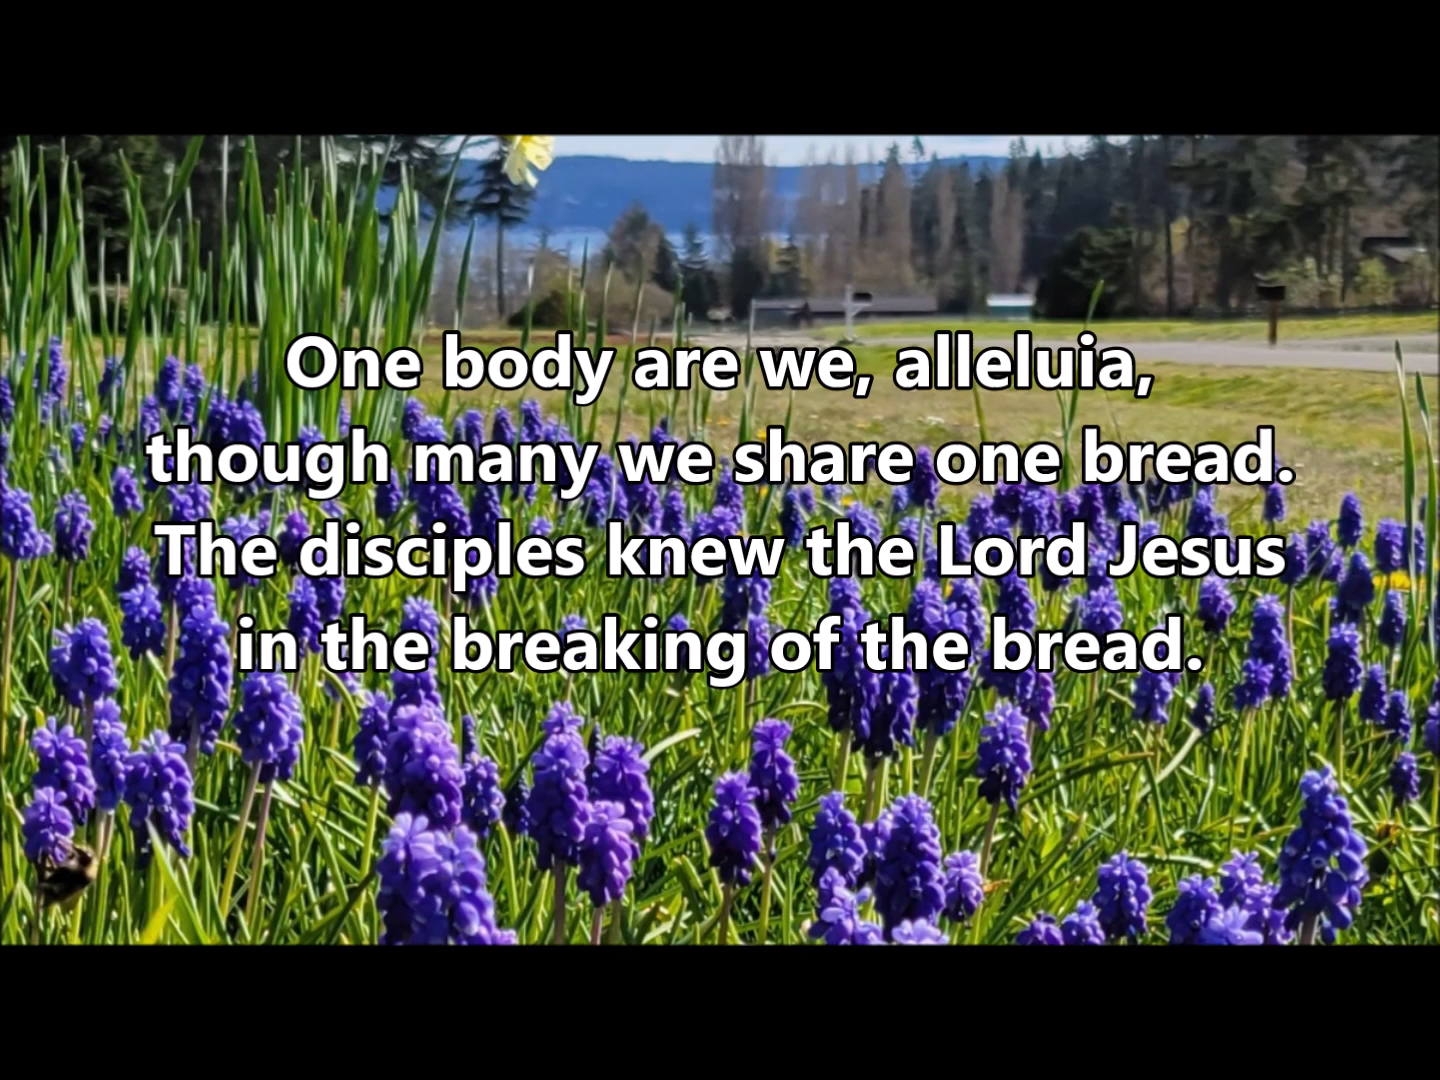 One body are we, alleluia,
though many we share one bread.
The disciples knew the Lord Jesus
in the breaking of the bread.